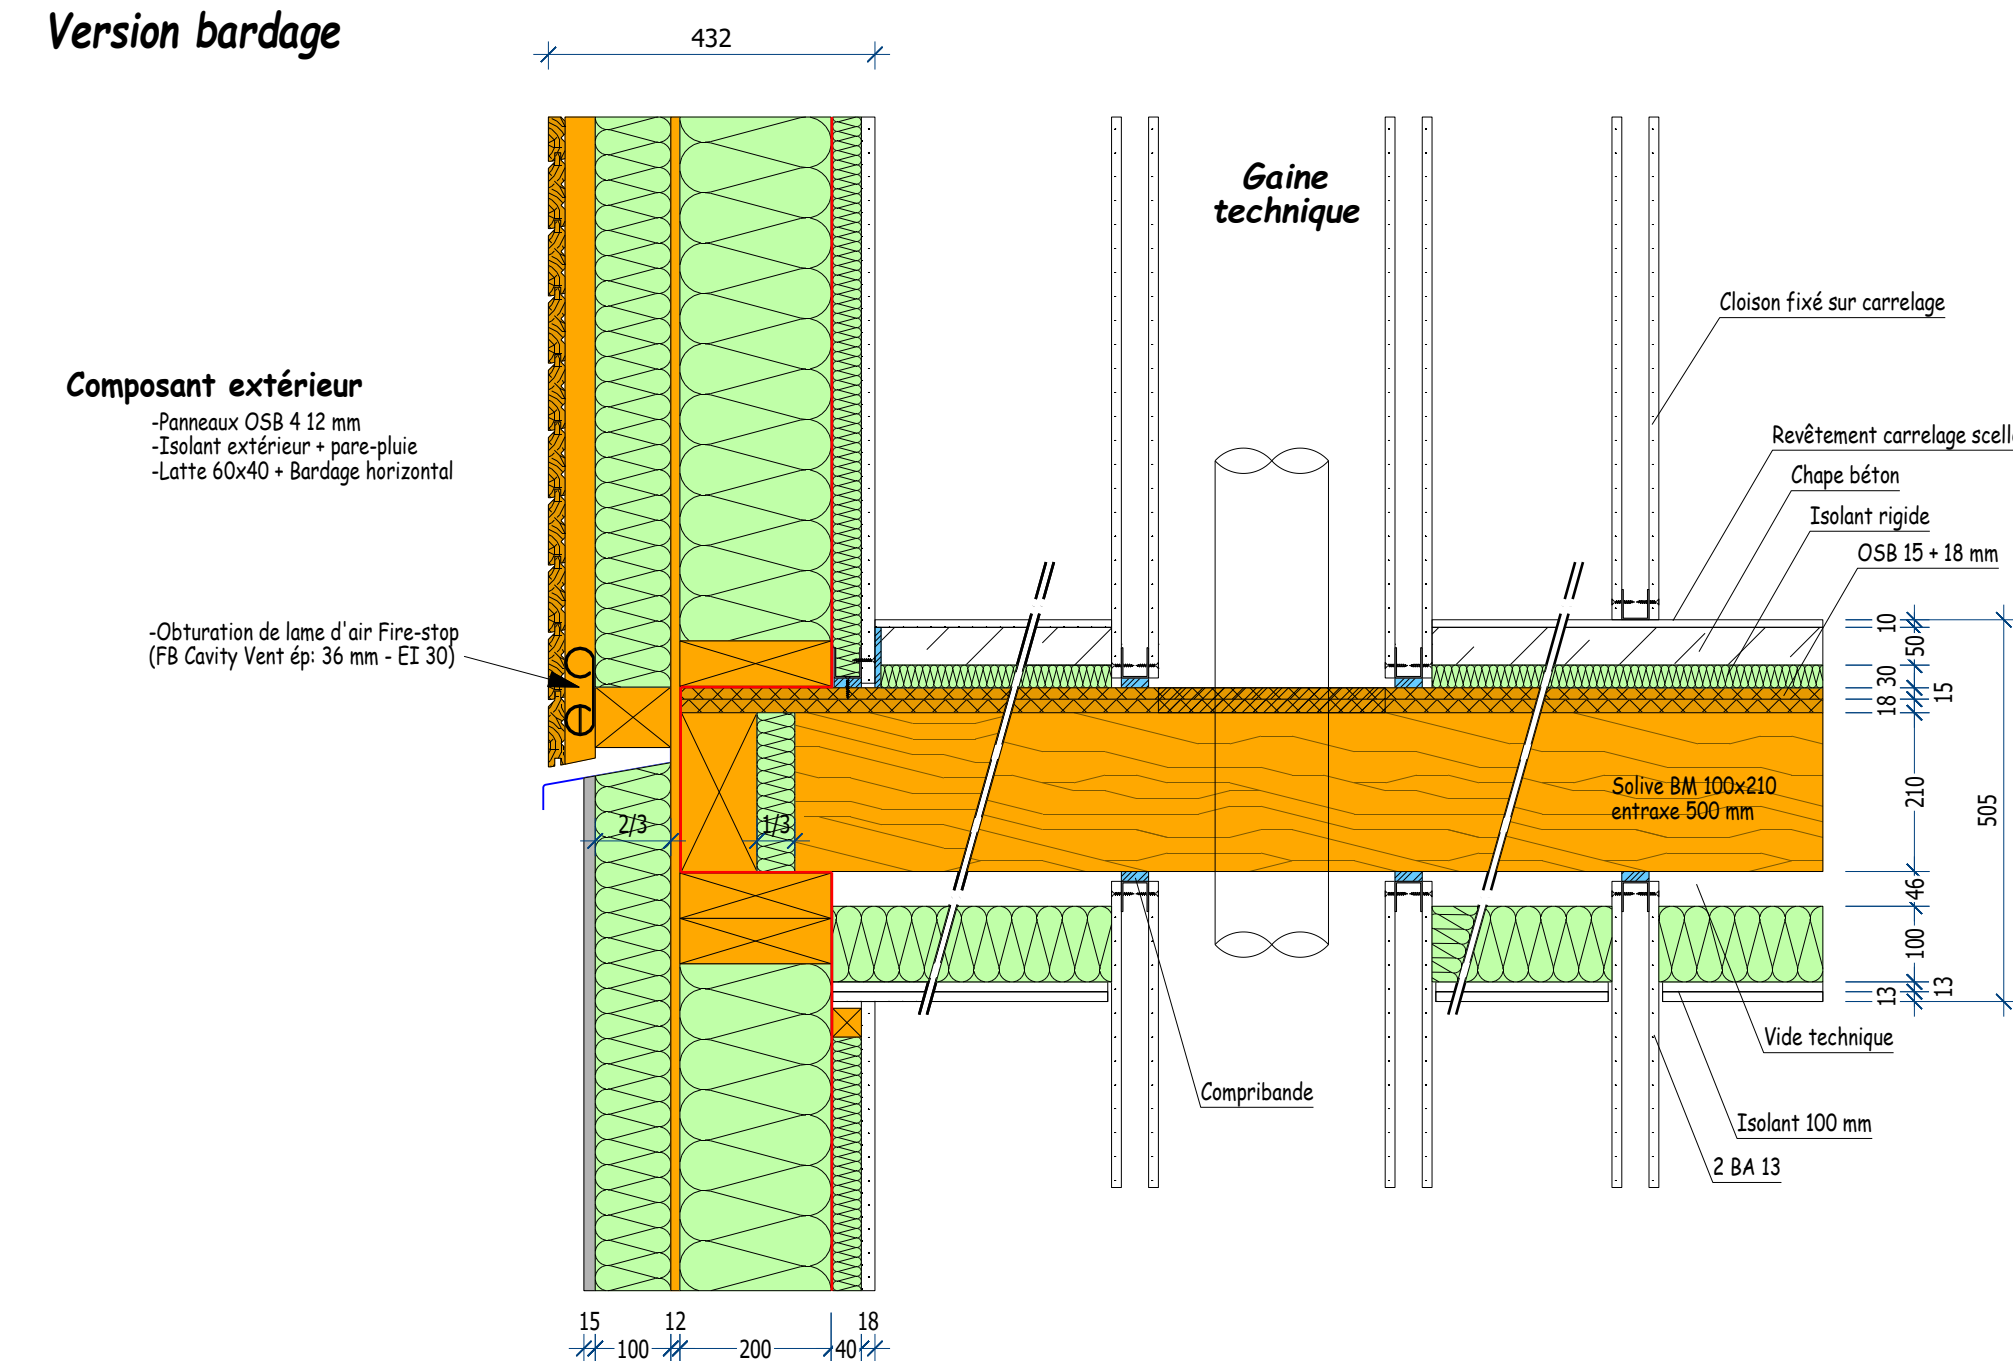 Version bardage
432
Gaine
technique
Cloison fixé sur carrelage
Composant extérieur
-Panneaux OSB 4 12 mm
-Isolant extérieur + pare-pluie
-Latte 60x40 + Bardage horizontal
Revêtement carrelage scell
Chape béton
Isolant rigide
OSB 15 + 18 mm
-Obturation de lame d'air Fire-stop
(FB Cavity Vent ép: 36 mm - EI 30)
10
50
30
15
18
210
505
46
100
13
13
Solive BM 100x210
entraxe 500 mm
2/3
1/3
Vide technique
Compribande
Isolant 100 mm
2 BA 13
15
12
18
100
200
40